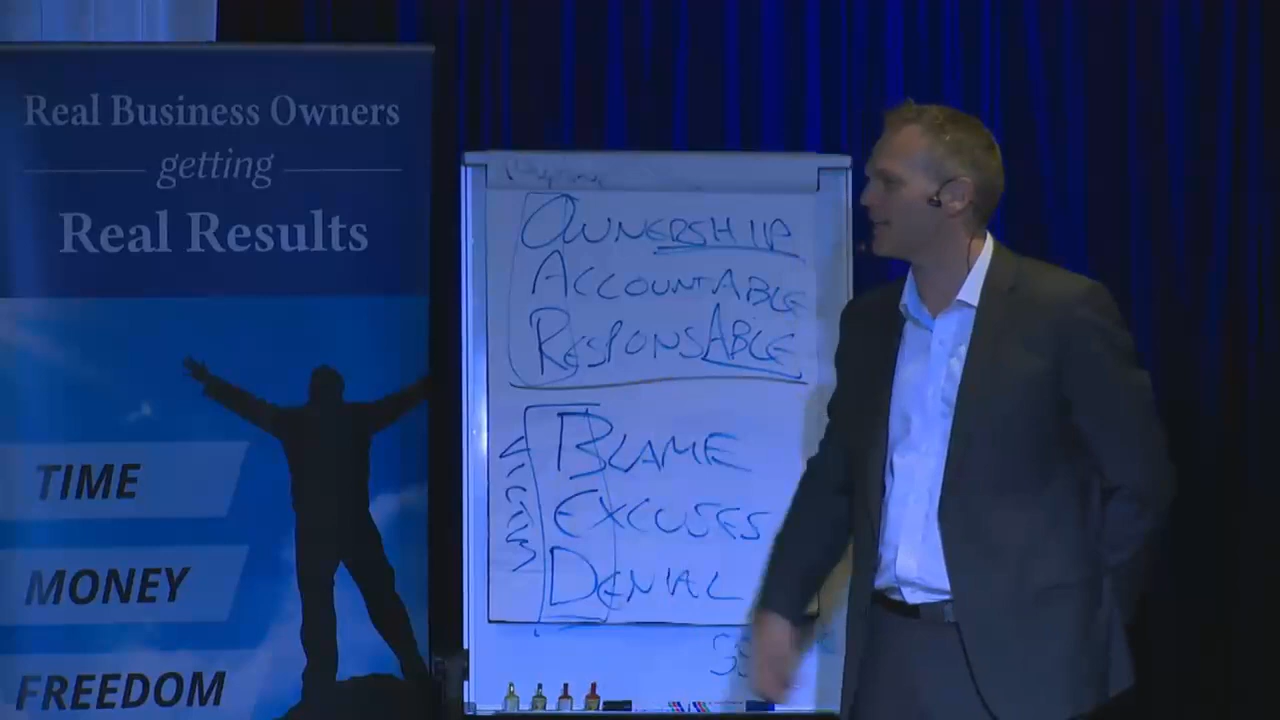 Real Business Owners
getting
Real Results
TIME
MONEY
FREEDOM
OWNERSHIP
ACCOUNTABLE
RESPONSABLE
BLAME
EXCUSES
DENIAL